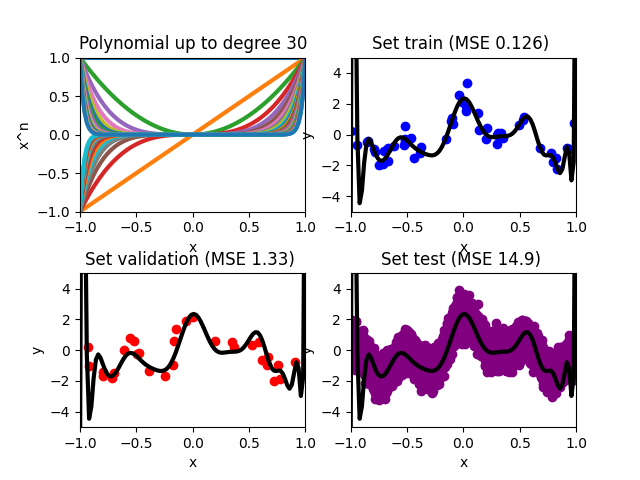 Polynomial up to degree 30
1.0
0.5
0.0
−0.5
−1.0
x^n
−1.0 −0.5 0.0 0.5 1.0
x
Set train (MSE 0.126)
4
2
0
−2
−4
y
−1.0 −0.5 0.0 0.5 1.0
x
Set validation (MSE 1.33)
4
2
0
−2
−4
y
−1.0 −0.5 0.0 0.5 1.0
x
Set test (MSE 14.9)
4
2
0
−2
−4
y
−1.0 −0.5 0.0 0.5 1.0
x